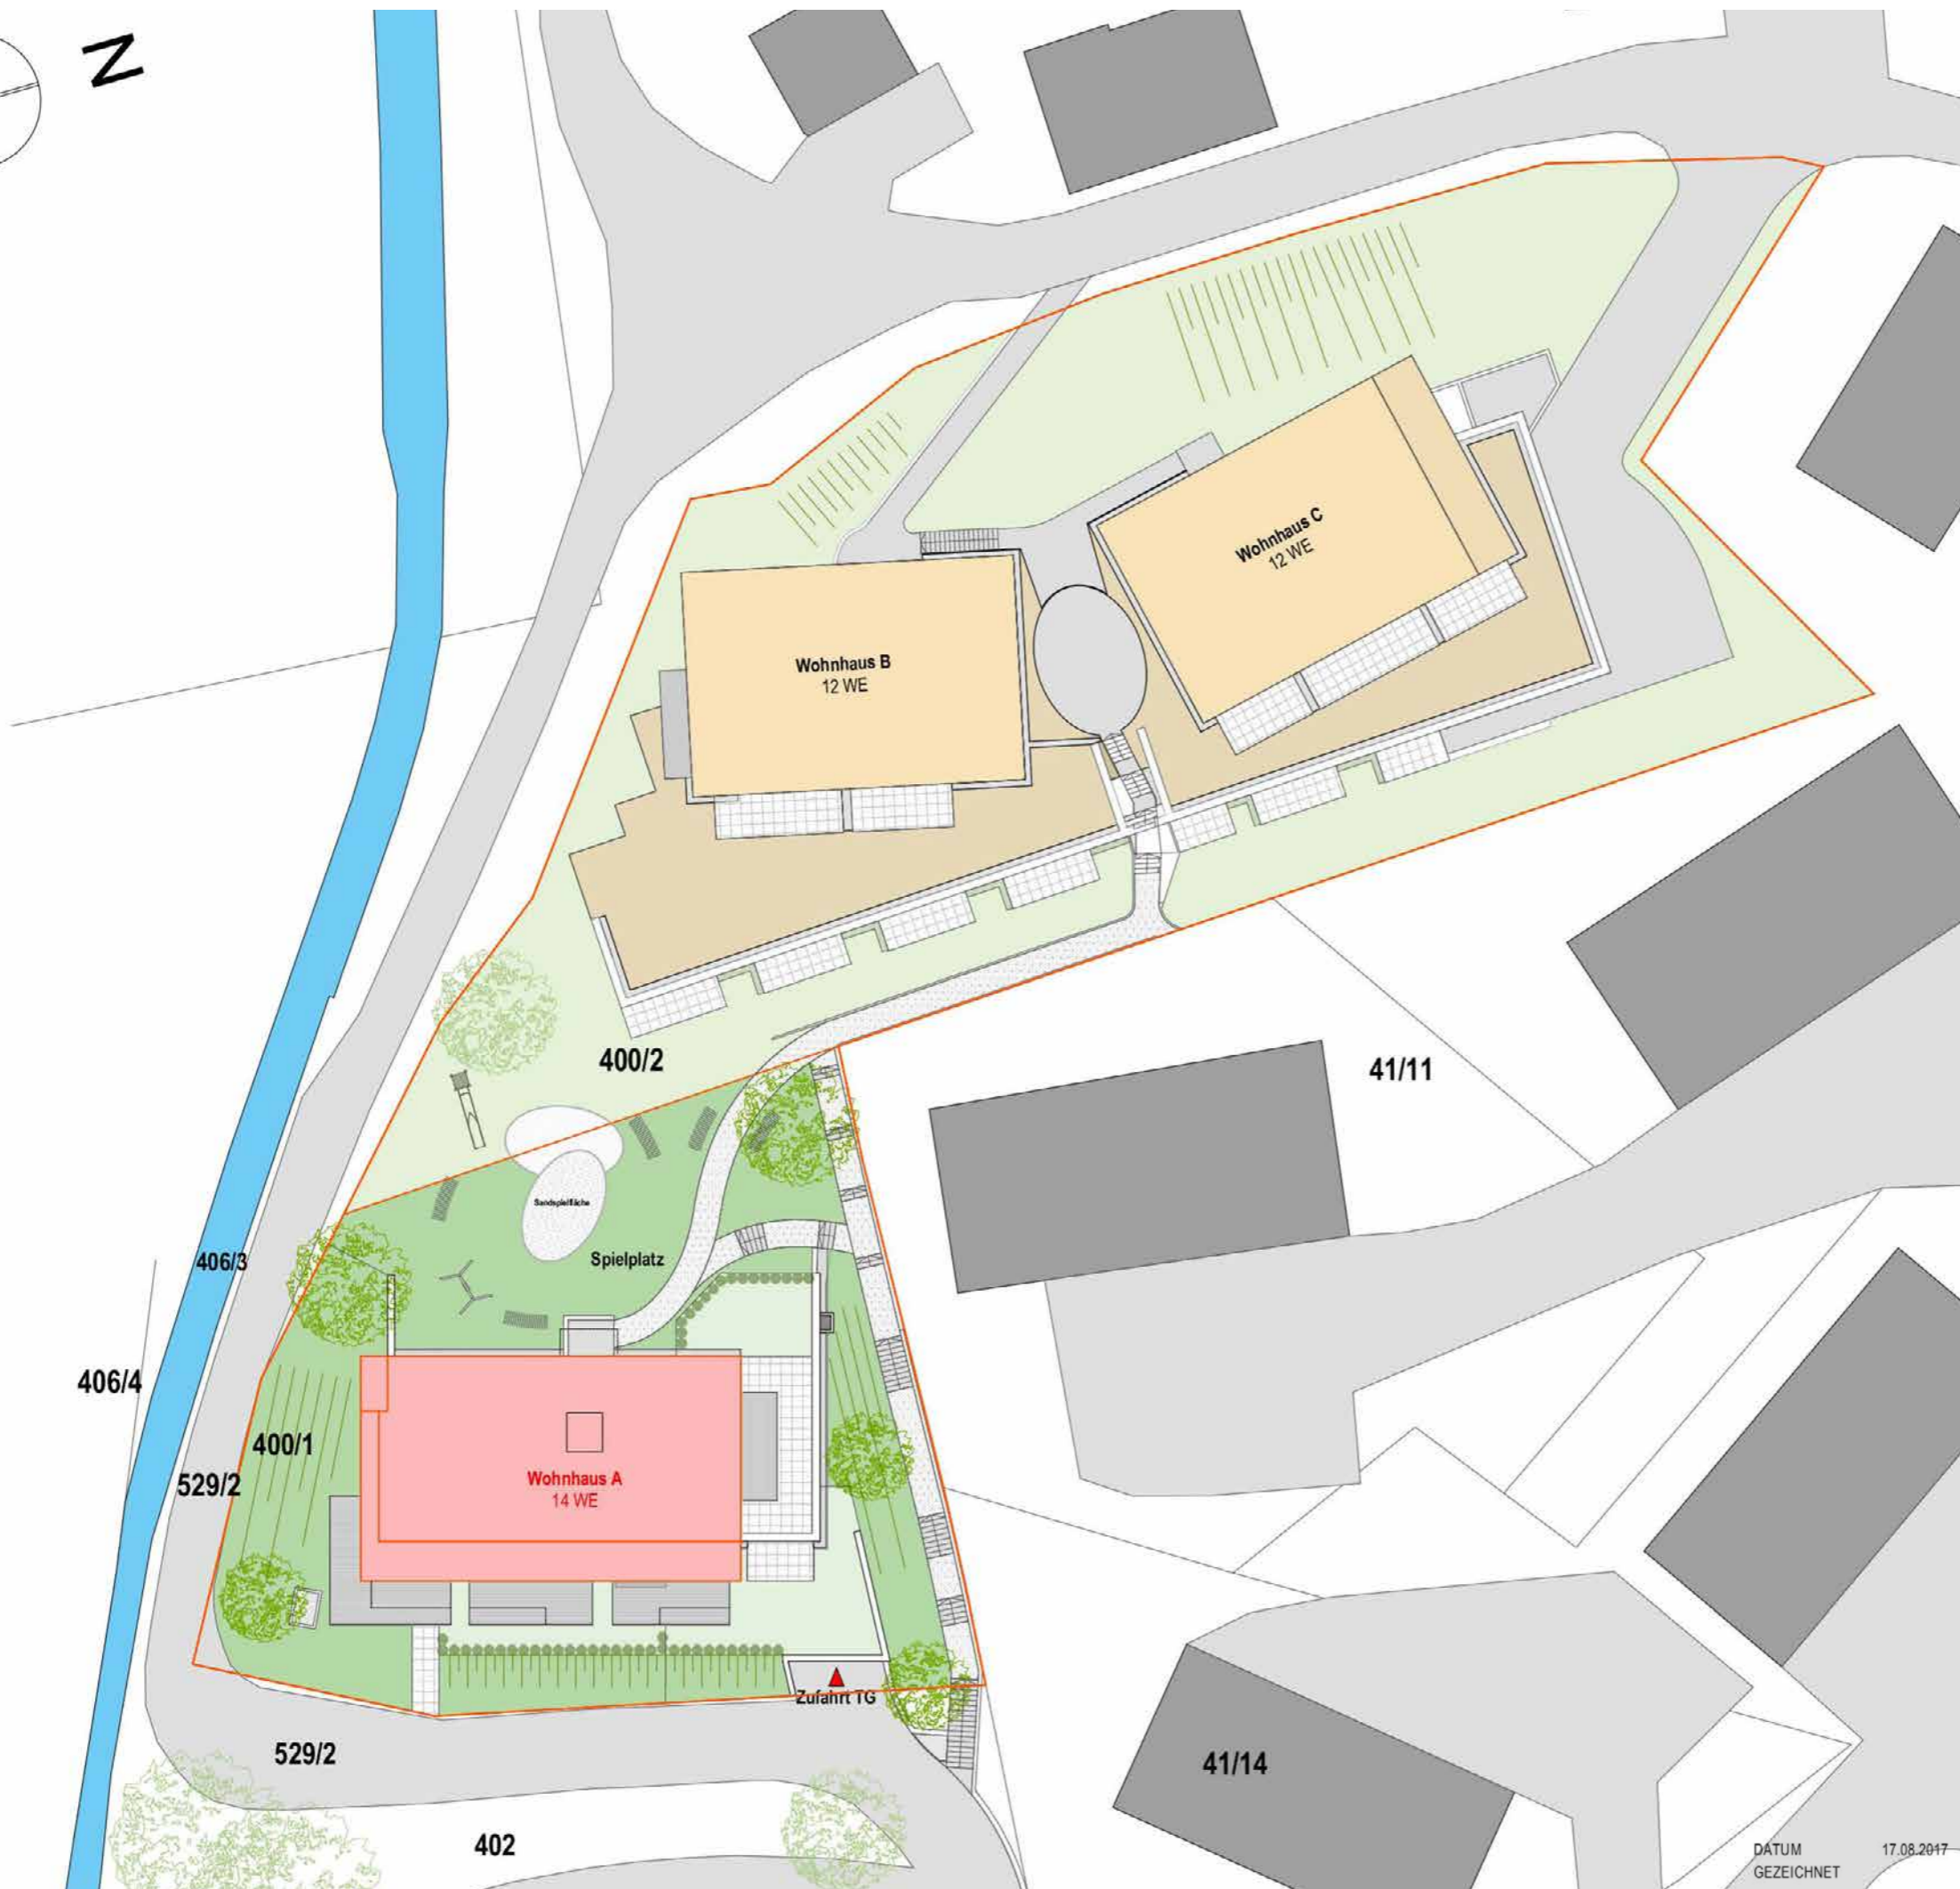 N
Wohnhaus C
12 WE
Wohnhaus B
12 WE
400/2
41/11
Sandspielfläche
Spielplatz
406/3
406/4
400/1
529/2
Wohnhaus A
14 WE
Zufahrt TG
529/2
41/14
402
DATUM 17.08.2017
GEZEICHNET